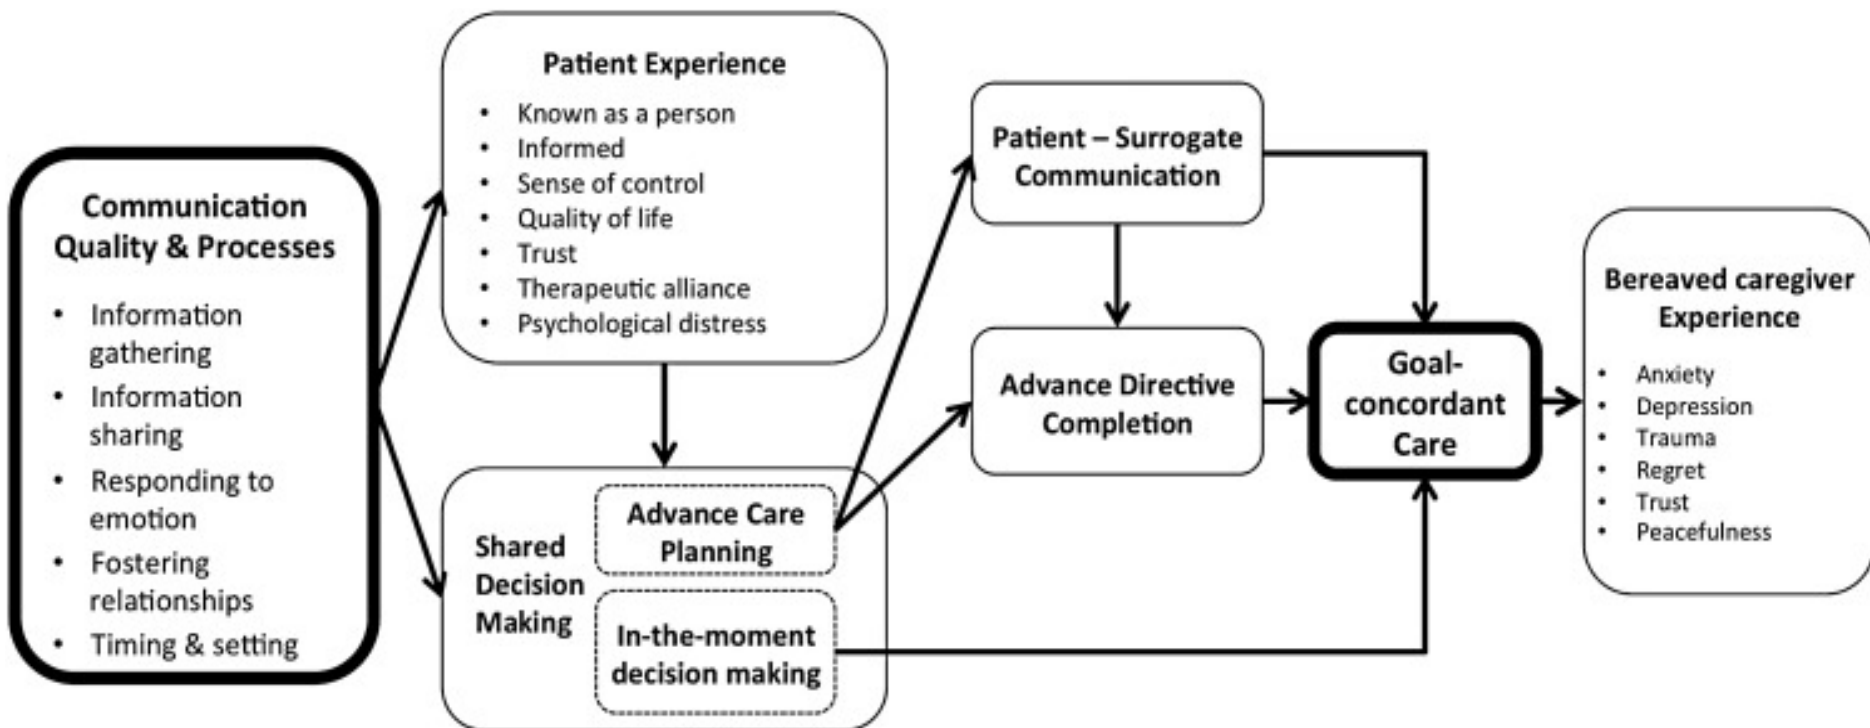 Communication
Quality & Processes
• Information
gathering
• Information
sharing
• Responding to
emotion
• Fostering
relationships
• Timing & setting
Patient Experience
• Known as a person
• Informed
• Sense of control
• Quality of life
• Trust
• Therapeutic alliance
• Psychological distress
Shared
Decision
Making
Advance Care
Planning
In-the-moment
decision making
Patient – Surrogate
Communication
Advance Directive
Completion
Goal-
concordant
Care
Bereaved caregiver
Experience
• Anxiety
• Depression
• Trauma
• Regret
• Trust
• Peacefulness